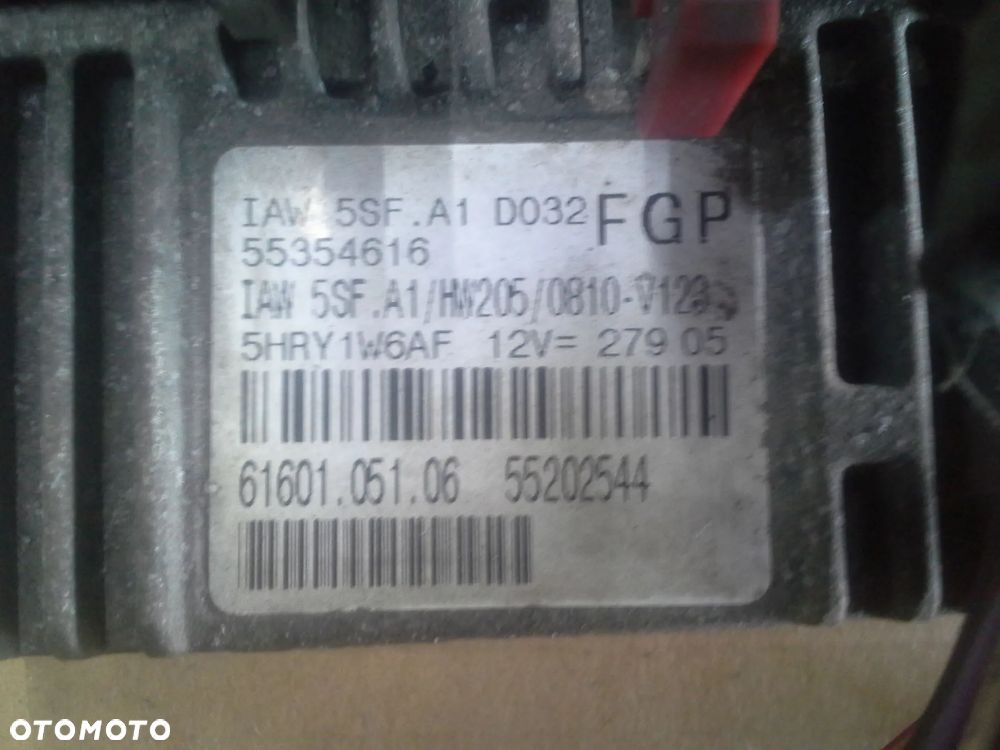 IAW 5SF.A1 D032 FGP
55354616
IAW 5SF.A1/HW205/0810-
5HRY1W6AF 12V= 279 05
61601.051.06 55202544
OTOMOTO